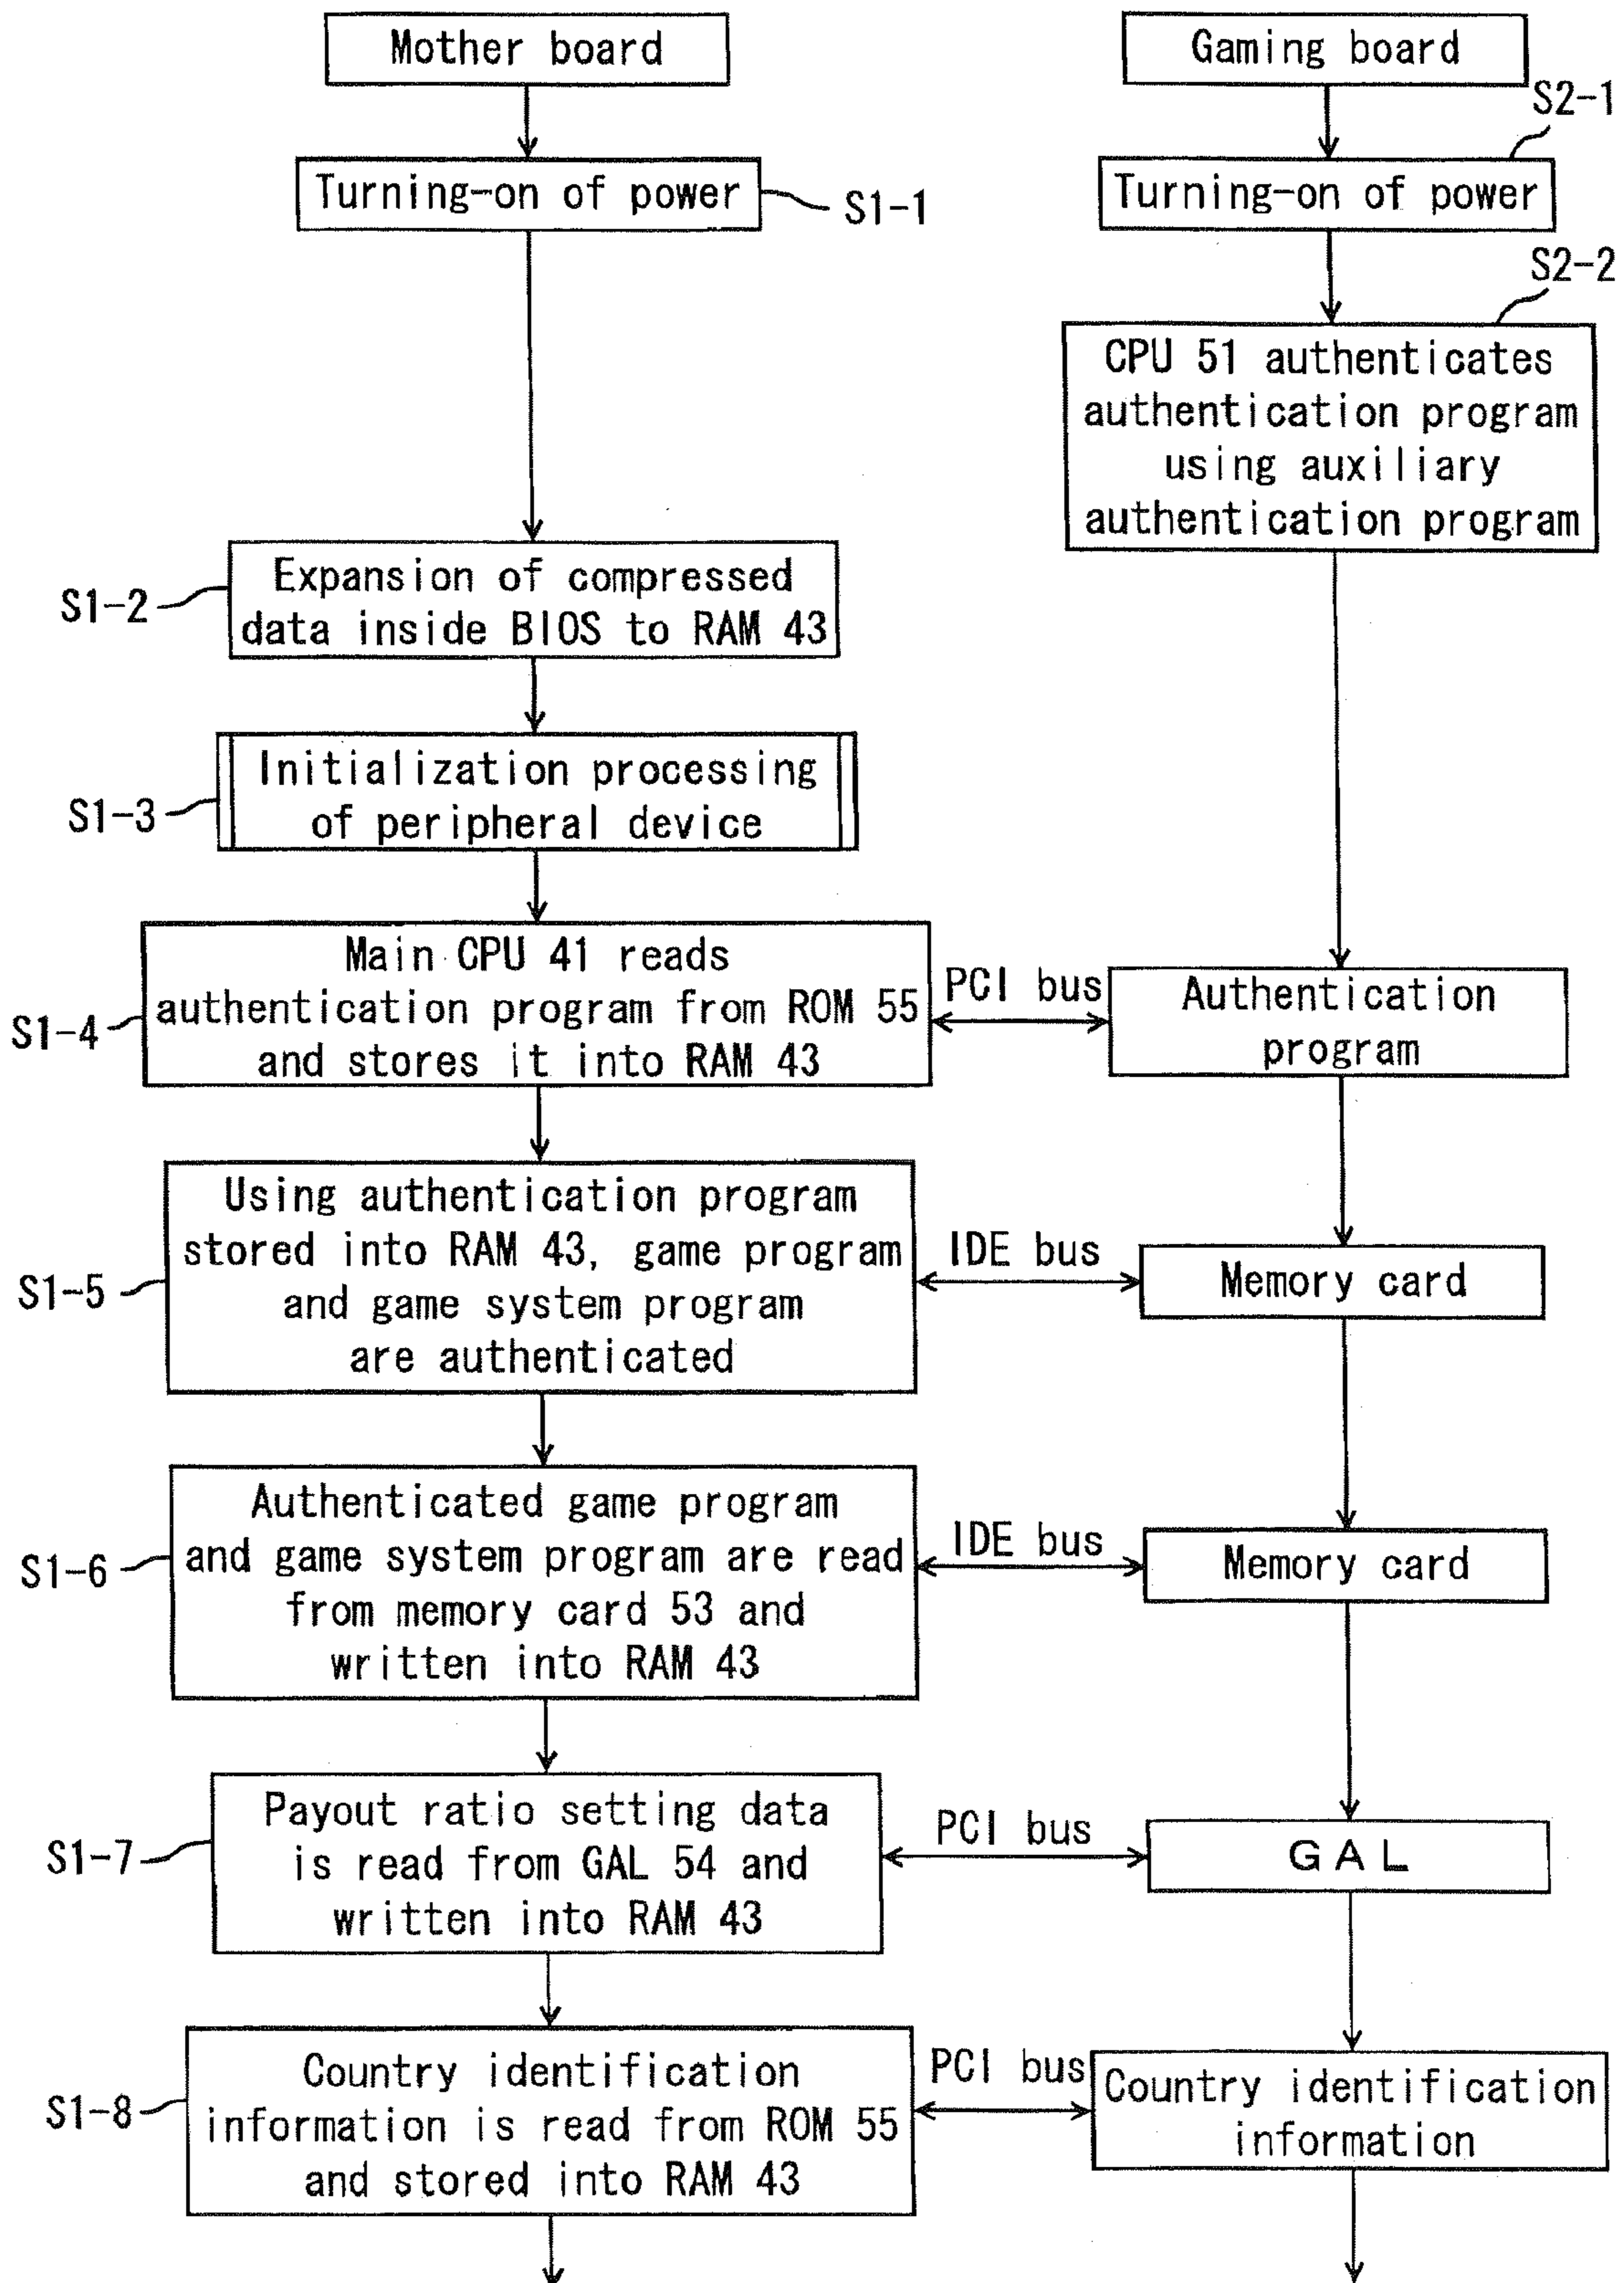 Mother board
Gaming board
S2-1
Turning-on of power
S1-1
Turning-on of power
S2-2
CPU 51 authenticates
authentication program
using auxiliary
authentication program
S1-2
Expansion of compressed
data inside BIOS to RAM 43
S1-3
Initialization processing
of peripheral device
S1-4
Main CPU 41 reads
authentication program from ROM 55
and stores it into RAM 43
PCI bus
Authentication
program
S1-5
Using authentication program
stored into RAM 43, game program
and game system program
are authenticated
IDE bus
Memory card
S1-6
Authenticated game program
and game system program are read
from memory card 53 and
written into RAM 43
IDE bus
Memory card
S1-7
Payout ratio setting data
is read from GAL 54 and
written into RAM 43
PCI bus
GAL
S1-8
Country identification
information is read from ROM 55
and stored into RAM 43
PCI bus
Country identification
information